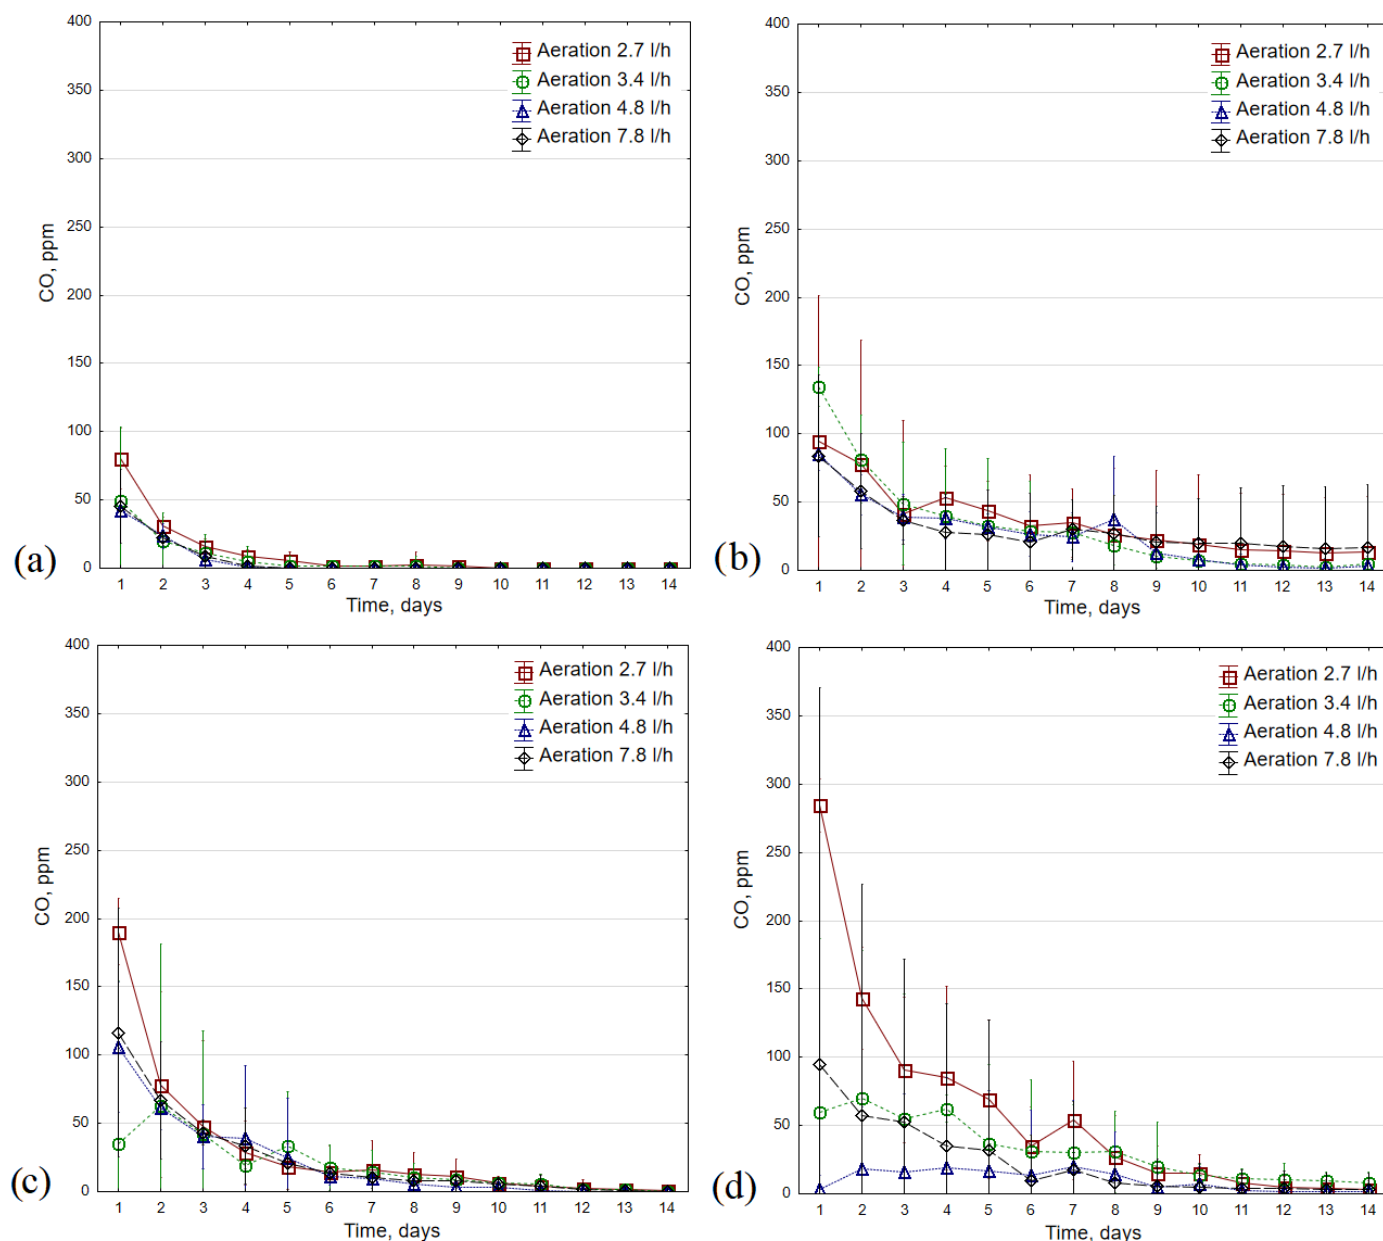 400
350
300
250
200
150
100
50
0
CO, ppm
Aeration 2.7 l/h
Aeration 3.4 l/h
Aeration 4.8 l/h
Aeration 7.8 l/h
(a)
1 2 3 4 5 6 7 8 9 10 11 12 13 14
Time, days
400
350
300
250
200
150
100
50
0
CO, ppm
Aeration 2.7 l/h
Aeration 3.4 l/h
Aeration 4.8 l/h
Aeration 7.8 l/h
(b)
1 2 3 4 5 6 7 8 9 10 11 12 13 14
Time, days
400
350
300
250
200
150
100
50
0
CO, ppm
Aeration 2.7 l/h
Aeration 3.4 l/h
Aeration 4.8 l/h
Aeration 7.8 l/h
(c)
1 2 3 4 5 6 7 8 9 10 11 12 13 14
Time, days
400
350
300
250
200
150
100
50
0
CO, ppm
Aeration 2.7 l/h
Aeration 3.4 l/h
Aeration 4.8 l/h
Aeration 7.8 l/h
(d)
1 2 3 4 5 6 7 8 9 10 11 12 13 14
Time, days